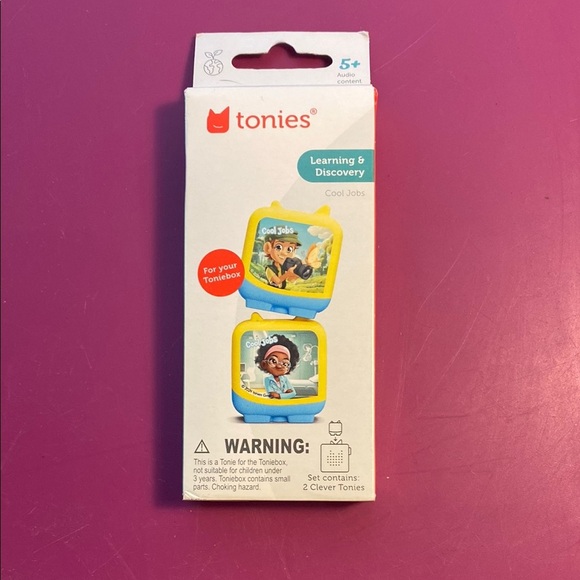 5+
Audio
content
tonies®
Learning &
Discovery
Cool Jobs
Cool Jobs
For your
Toniebox
Cool Jobs
⚠ WARNING:
This is a Tonie for the Toniebox,
not suitable for children under
3 years. Toniebox contains small
parts. Choking hazard.
Set contains:
2 Clever Tonies